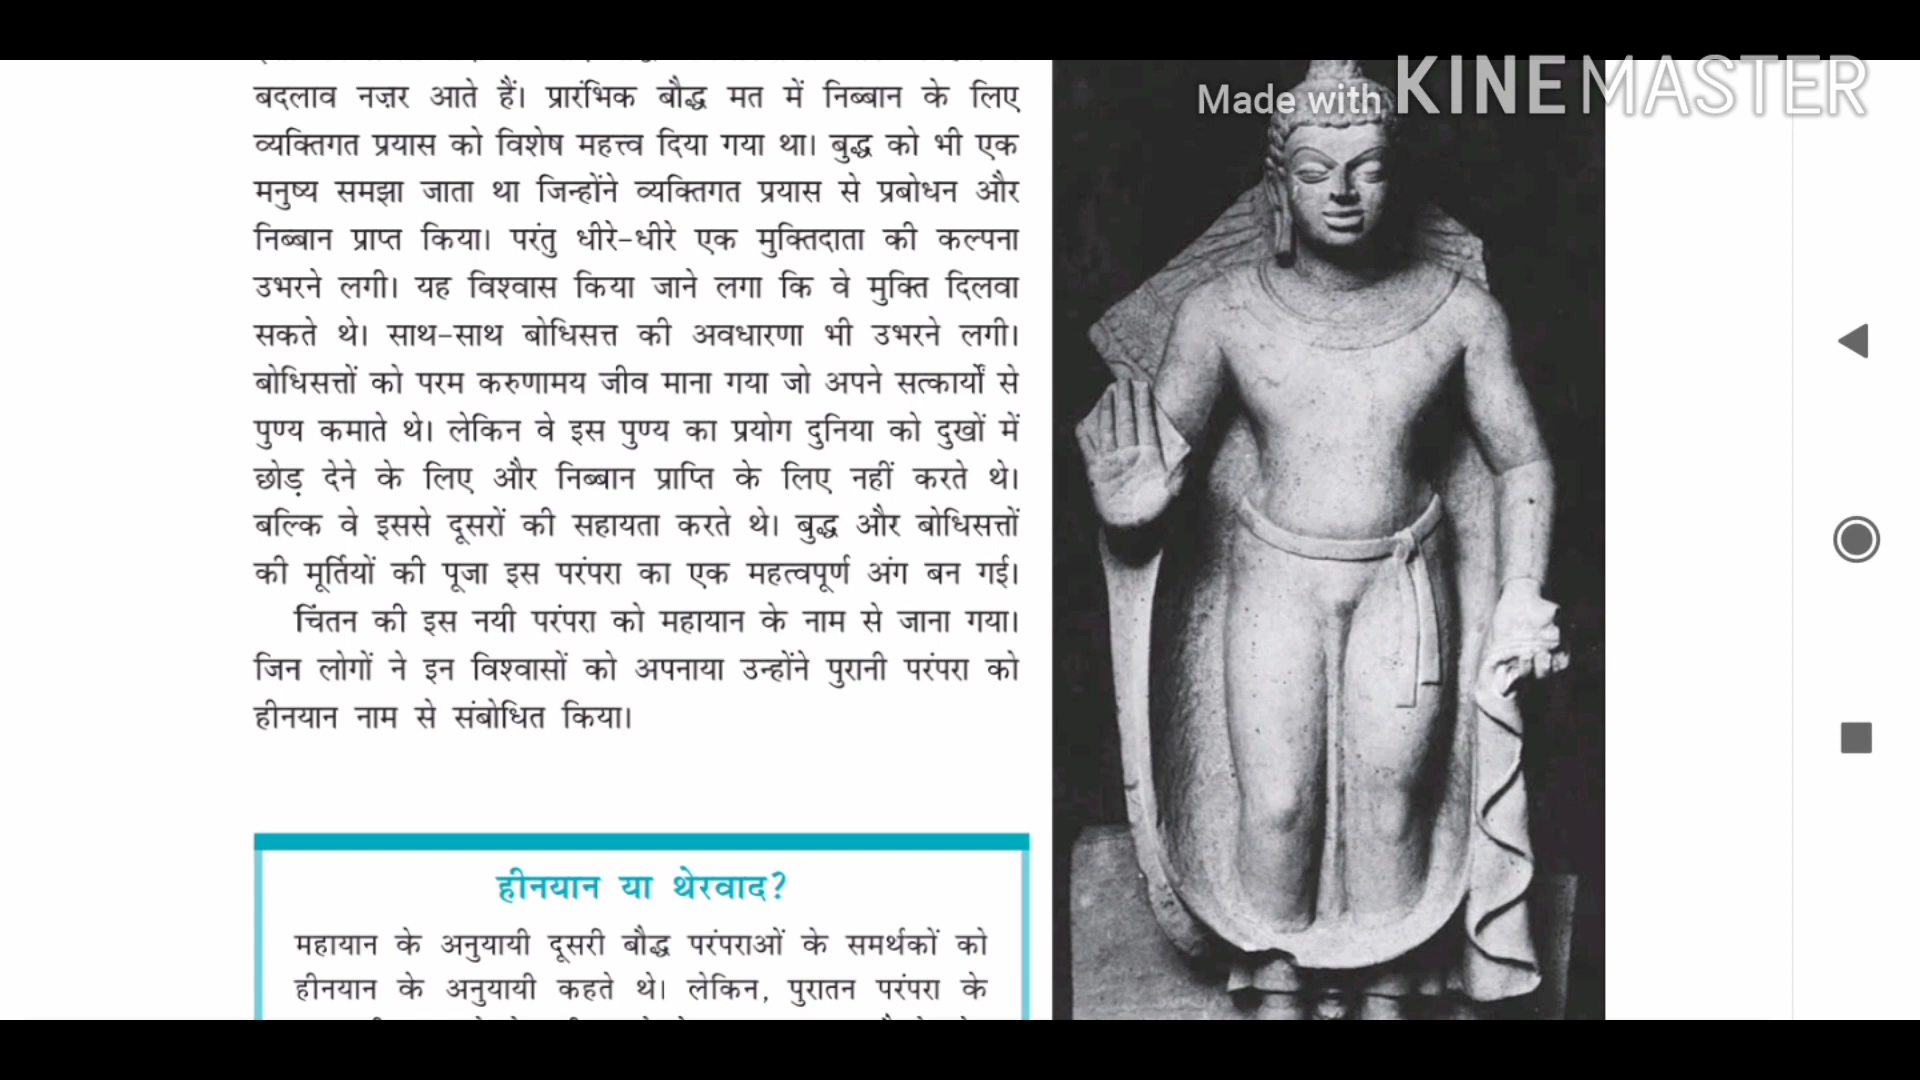 Made with KINEMASTER
बदलाव नज़र आते हैं। प्रारंभिक बौद्ध मत में निब्बान के लिए
व्यक्तिगत प्रयास को विशेष महत्त्व दिया गया था। बुद्ध को भी एक
मनुष्य समझा जाता था जिन्होंने व्यक्तिगत प्रयास से प्रबोधन और
निब्बान प्राप्त किया। परंतु धीरे-धीरे एक मुक्तिदाता की कल्पना
उभरने लगी। यह विश्वास किया जाने लगा कि वे मुक्ति दिलवा
सकते थे। साथ-साथ बोधिसत्त की अवधारणा भी उभरने लगी।
बोधिसत्तों को परम करुणामय जीव माना गया जो अपने सत्कार्यों से
पुण्य कमाते थे। लेकिन वे इस पुण्य का प्रयोग दुनिया को दुखों में
छोड़ देने के लिए और निब्बान प्राप्ति के लिए नहीं करते थे।
बल्कि वे इससे दूसरों की सहायता करते थे। बुद्ध और बोधिसत्तों
की मूर्तियों की पूजा इस परंपरा का एक महत्वपूर्ण अंग बन गई।
चिंतन की इस नयी परंपरा को महायान के नाम से जाना गया।
जिन लोगों ने इन विश्वासों को अपनाया उन्होंने पुरानी परंपरा को
हीनयान नाम से संबोधित किया।
हीनयान या थेरवाद?
महायान के अनुयायी दूसरी बौद्ध परंपराओं के समर्थकों को
हीनयान के अनुयायी कहते थे। लेकिन, पुरातन परंपरा के